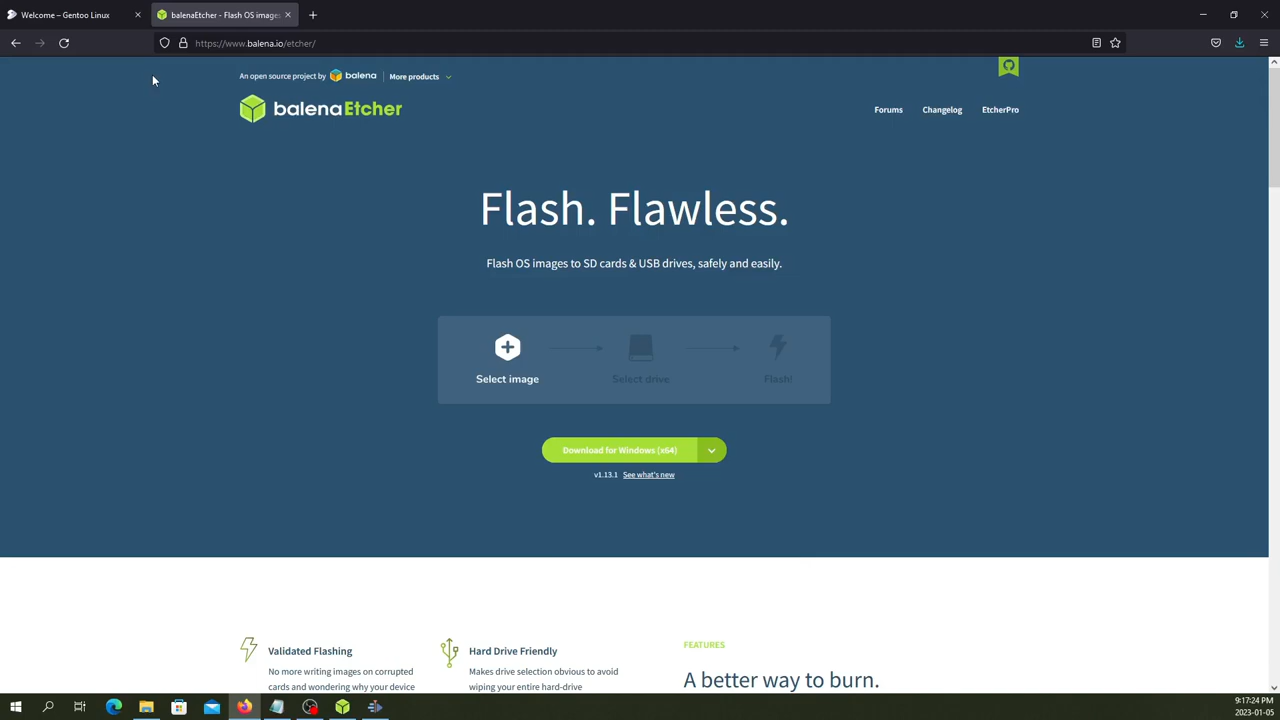 Welcome – Gentoo Linux
balenaEtcher - Flash OS images
https://www.balena.io/etcher/
An open source project by balena More products
balenaEtcher
Forums Changelog EtcherPro
Flash. Flawless.
Flash OS images to SD cards & USB drives, safely and easily.
Select image Select drive Flash!
Download for Windows (x64)
v1.13.1 See what's new
Validated Flashing
No more writing images on corrupted
cards and wondering why your device
Hard Drive Friendly
Makes drive selection obvious to avoid
wiping your entire hard-drive
FEATURES
A better way to burn.
9:17:24 PM
2023-01-05